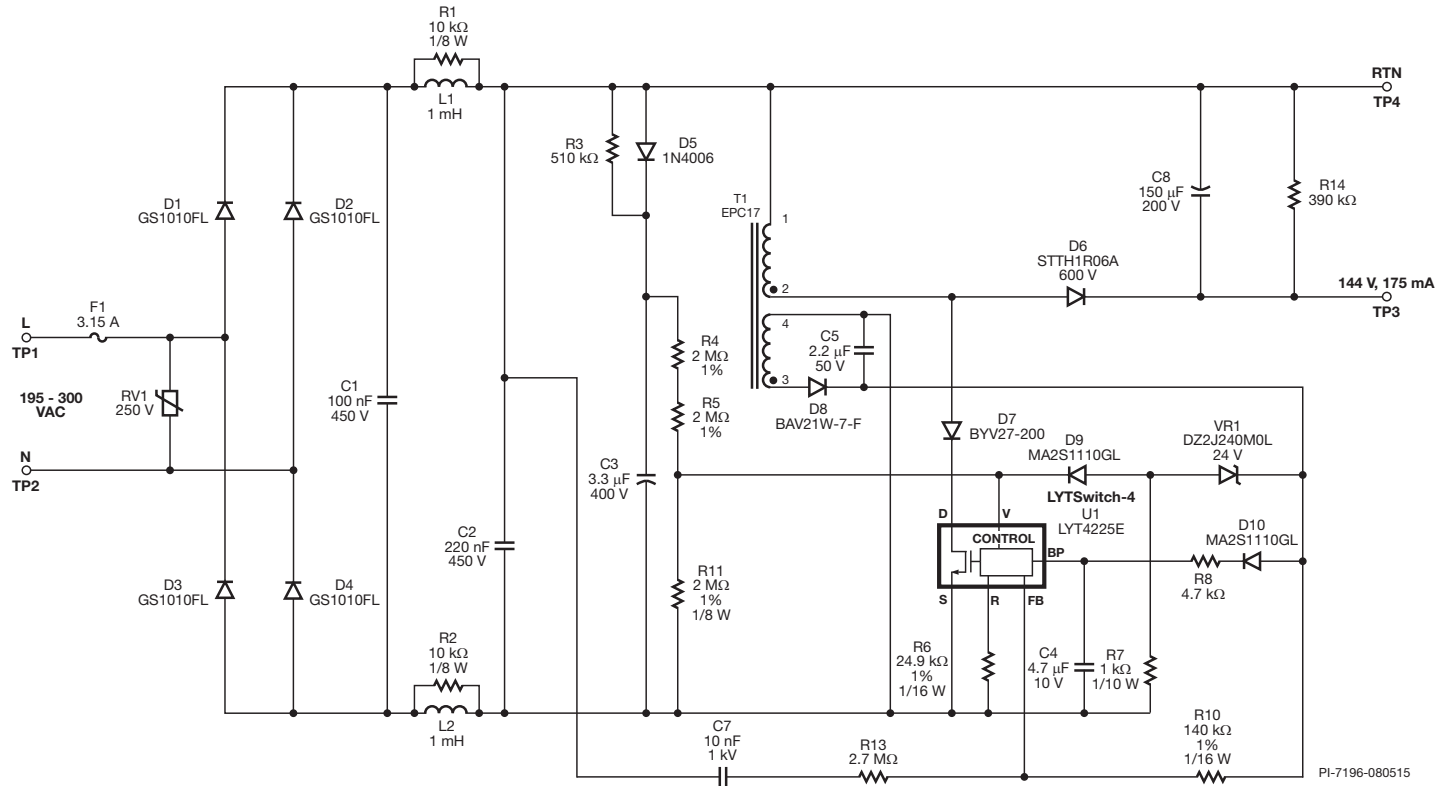 R1
10 kΩ
1/8 W
L1
1 mH
RTN
TP4
R3
510 kΩ
D5
1N4006
C8
150 µF
200 V
R14
390 kΩ
D1
GS1010FL
D2
GS1010FL
T1
EPC17
1
2
D6
STTH1R06A
600 V
144 V, 175 mA
TP3
L
TP1
F1
3.15 A
4
3
C5
2.2 µF
50 V
R4
2 MΩ
1%
195 - 300
VAC
RV1
250 V
C1
100 nF
450 V
R5
2 MΩ
1%
D8
BAV21W-7-F
D7
BYV27-200
D9
MA2S1110GL
VR1
DZ2J240M0L
24 V
N
TP2
C3
3.3 µF
400 V
LYTSwitch-4
U1
LYT4225E
D
V
CONTROL
BP
S
R
FB
D10
MA2S1110GL
R8
4.7 kΩ
C2
220 nF
450 V
D3
GS1010FL
D4
GS1010FL
R11
2 MΩ
1%
1/8 W
R2
10 kΩ
1/8 W
L2
1 mH
R6
24.9 kΩ
1%
1/16 W
C4
4.7 µF
10 V
R7
1 kΩ
1/10 W
C7
10 nF
1 kV
R13
2.7 MΩ
R10
140 kΩ
1%
1/16 W
PI-7196-080515